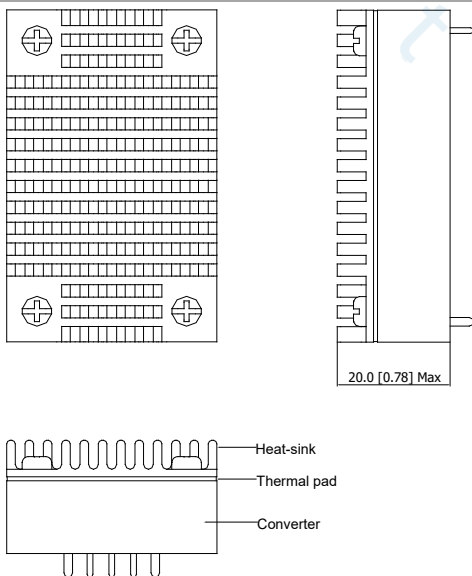 20.0 [0.78] Max
Heat-sink
Thermal pad
Converter